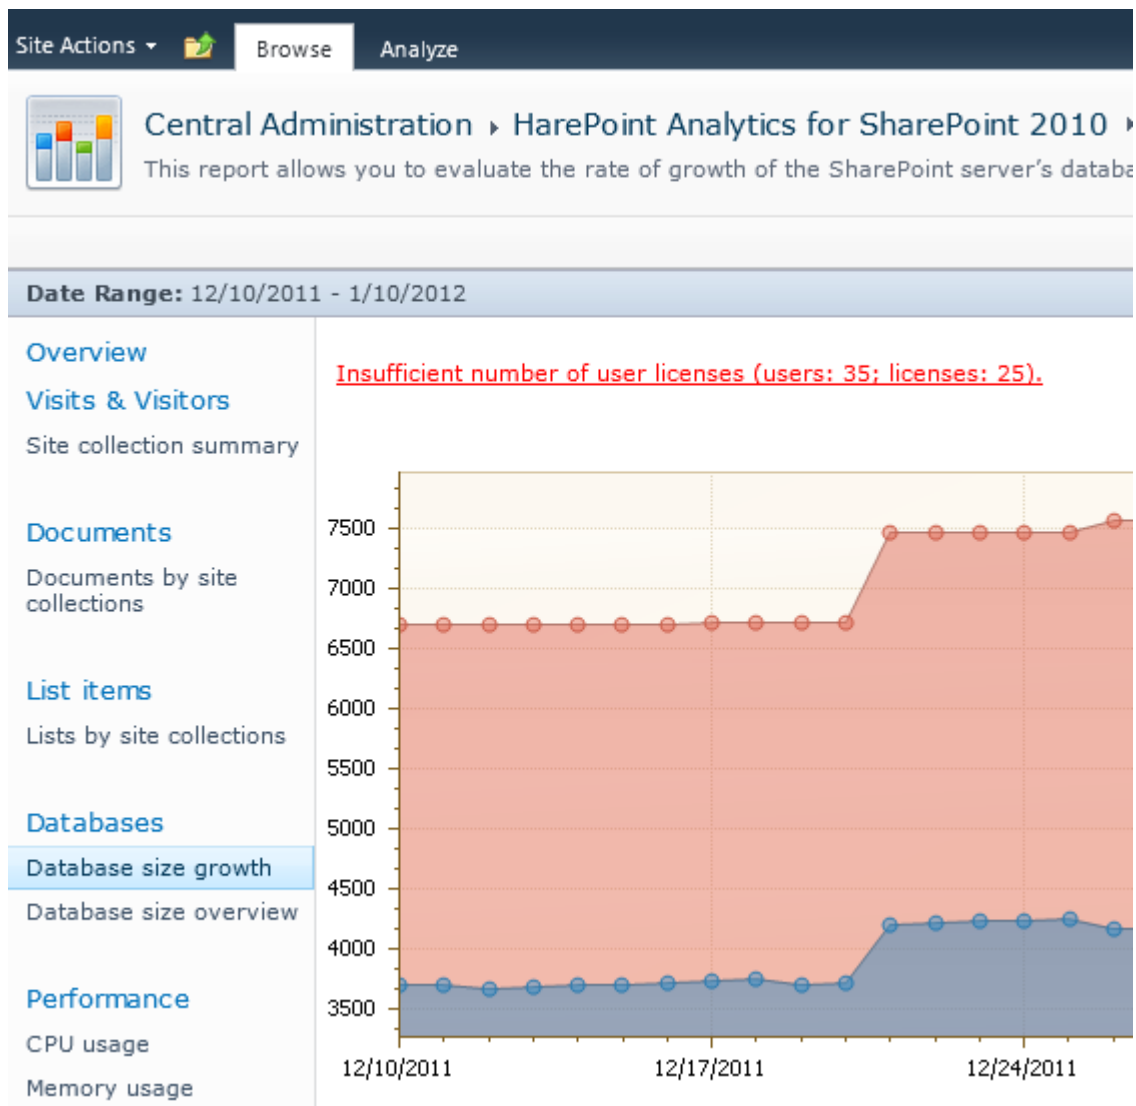 Site Actions
Browse
Analyze
Central Administration ▸ HarePoint Analytics for SharePoint 2010 ▸
This report allows you to evaluate the rate of growth of the SharePoint server's databa
Date Range: 12/10/2011 - 1/10/2012
Overview
Visits & Visitors
Site collection summary
Documents
Documents by site
collections
List items
Lists by site collections
Databases
Database size growth
Database size overview
Performance
CPU usage
Memory usage
Insufficient number of user licenses (users: 35; licenses: 25).
7500
7000
6500
6000
5500
5000
4500
4000
3500
12/10/2011
12/17/2011
12/24/2011